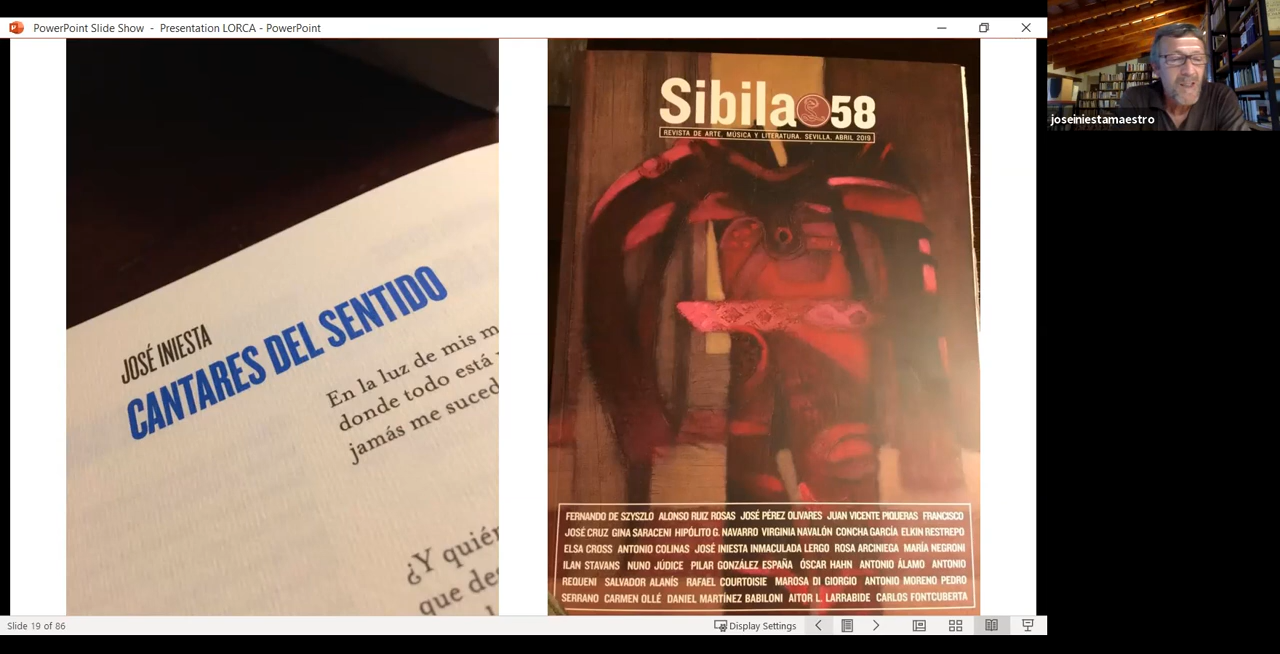 PowerPoint Slide Show - Presentation LORCA - PowerPoint
JOSÉ INIESTA
CANTARES DEL SENTIDO
En la luz de mis m
donde todo está
jamás me suced
¿Y quién
que des
Sibila 58
REVISTA DE ARTE, MÚSICA Y LITERATURA. SEVILLA, ABRIL 2019
FERNANDO DE SZYSZLO ALONSO RUIZ ROSAS JOSÉ PÉREZ OLIVARES JUAN VICENTE PIQUERAS FRANCISCO
JOSÉ CRUZ GINA SARACENI HIPÓLITO G. NAVARRO VIRGINIA NAVALÓN CONCHA GARCÍA ELKIN RESTREPO
ELSA CROSS ANTONIO COLINAS JOSÉ INIESTA INMACULADA LERGO ROSA ARCINIEGA MARÍA NEGRONI
ILAN STAVANS NUNO JÚDICE PILAR GONZÁLEZ ESPAÑA ÓSCAR HAHN ANTONIO ÁLAMO ANTONIO
REQUENI SALVADOR ALANÍS RAFAEL COURTOISIE MAROSA DI GIORGIO ANTONIO MORENO PEDRO
SERRANO CARMEN OLLÉ DANIEL MARTÍNEZ BABILONI AITOR L. LARRABIDE CARLOS FONTCUBERTA
joseiniestamaestro
Slide 19 of 86
Display Settings